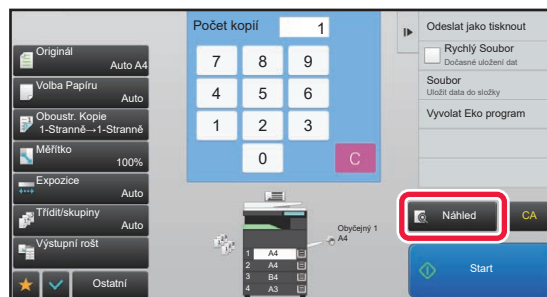 Originál
Auto A4
Volba Papíru
Auto
Oboustr. Kopie
1-Stranně→1-Stranně
Měřítko
100%
Expozice
Auto
Třídit/skupiny
Auto
Výstupní rošt
Ostatní
Počet kopií
1
7 8 9
4 5 6
1 2 3
0 C
Obyčejný 1
A4
1 A4
2 A4
3 B4
4 A3
Odeslat jako tisknout
Rychlý Soubor
Dočasné uložení dat
Soubor
Uložit data do složky
Vyvolat Eko program
Náhled
CA
Start